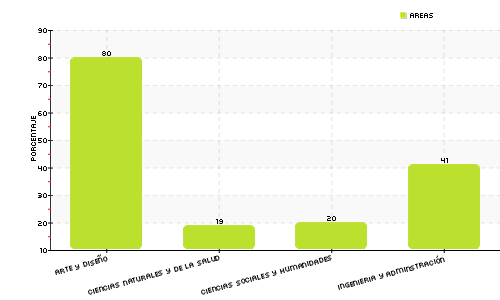 AREAS
PORCENTAJE
90
80
70
60
50
40
30
20
10
80
19
20
41
ARTE Y DISEÑO
CIENCIAS NATURALES Y DE LA SALUD
CIENCIAS SOCIALES Y HUMANIDADES
INGENIERIA Y ADMINSTRACIÓN